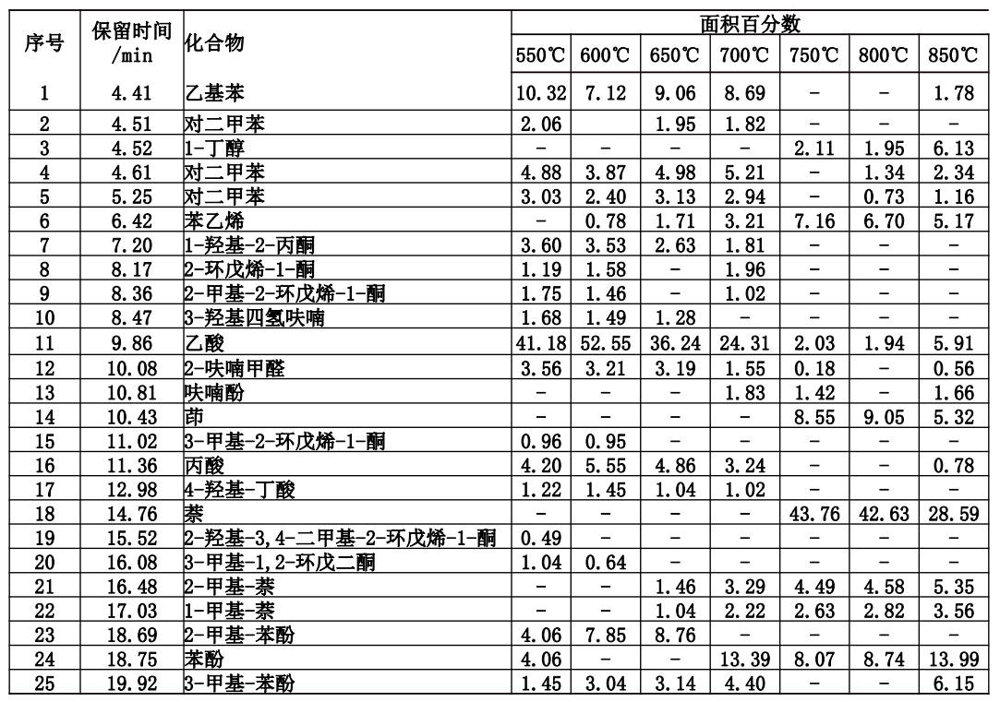 序号 保留时间/min 化合物 面积百分数
550℃ 600℃ 650℃ 700℃ 750℃ 800℃ 850℃
1 4.41 乙基苯 10.32 7.12 9.06 8.69 - - 1.78
2 4.51 对二甲苯 2.06 1.95 1.82 - - -
3 4.52 1-丁醇 - - - - 2.11 1.95 6.13
4 4.61 对二甲苯 4.88 3.87 4.98 5.21 - 1.34 2.34
5 5.25 对二甲苯 3.03 2.40 3.13 2.94 - 0.73 1.16
6 6.42 苯乙烯 - 0.78 1.71 3.21 7.16 6.70 5.17
7 7.20 1-羟基-2-丙酮 3.60 3.53 2.63 1.81 - - -
8 8.17 2-环戊烯-1-酮 1.19 1.58 - 1.96 - - -
9 8.36 2-甲基-2-环戊烯-1-酮 1.75 1.46 - 1.02 - - -
10 8.47 3-羟基四氢呋喃 1.68 1.49 1.28 - - - -
11 9.86 乙酸 41.18 52.55 36.24 24.31 2.03 1.94 5.91
12 10.08 2-呋喃甲醛 3.56 3.21 3.19 1.55 0.18 - 0.56
13 10.81 呋喃酚 - - - 1.83 1.42 - 1.66
14 10.43 茚 - - - - 8.55 9.05 5.32
15 11.02 3-甲基-2-环戊烯-1-酮 0.96 0.95 - - - - -
16 11.36 丙酸 4.20 5.55 4.86 3.24 - - 0.78
17 12.98 4-羟基-丁酸 1.22 1.45 1.04 1.02 - - -
18 14.76 萘 - - - - 43.76 42.63 28.59
19 15.52 2-羟基-3,4-二甲基-2-环戊烯-1-酮 0.49 - - - - - -
20 16.08 3-甲基-1,2-环戊二酮 1.04 0.64 - - - - -
21 16.48 2-甲基-萘 - - 1.46 3.29 4.49 4.58 5.35
22 17.03 1-甲基-萘 - - 1.04 2.22 2.63 2.82 3.56
23 18.69 2-甲基-苯酚 4.06 7.85 8.76 - - - -
24 18.75 苯酚 4.06 - - 13.39 8.07 8.74 13.99
25 19.92 3-甲基-苯酚 1.45 3.04 3.14 4.40 - - 6.15